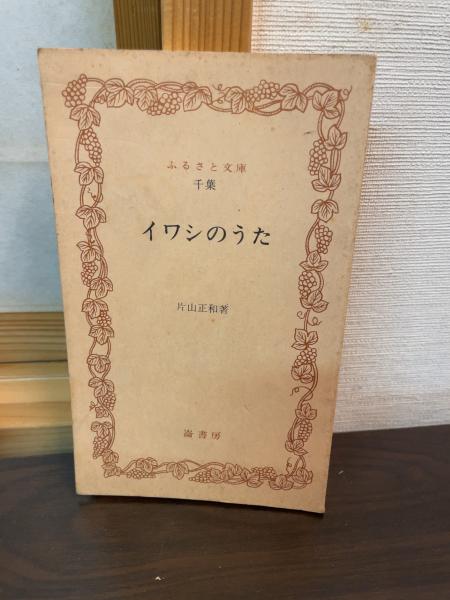 ふるさと文庫
千葉
イワシのうた
片山正和著
崙書房